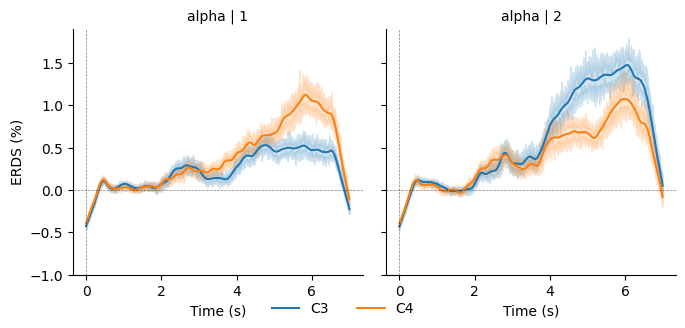 alpha | 1
alpha | 2
ERDS (%)
1.5
1.0
0.5
0.0
−0.5
−1.0
0 2 4 6
0 2 4 6
Time (s)
Time (s)
C3 C4